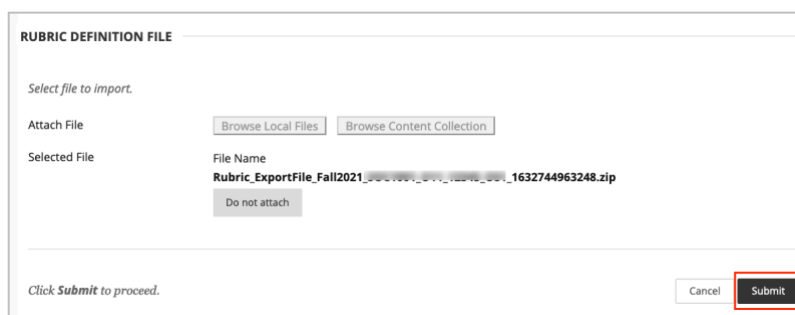 RUBRIC DEFINITION FILE
Select file to import.
Attach File Browse Local Files Browse Content Collection
Selected File File Name
Rubric_ExportFile_Fall2021_ _1632744963248.zip
Do not attach
Click Submit to proceed. Cancel Submit